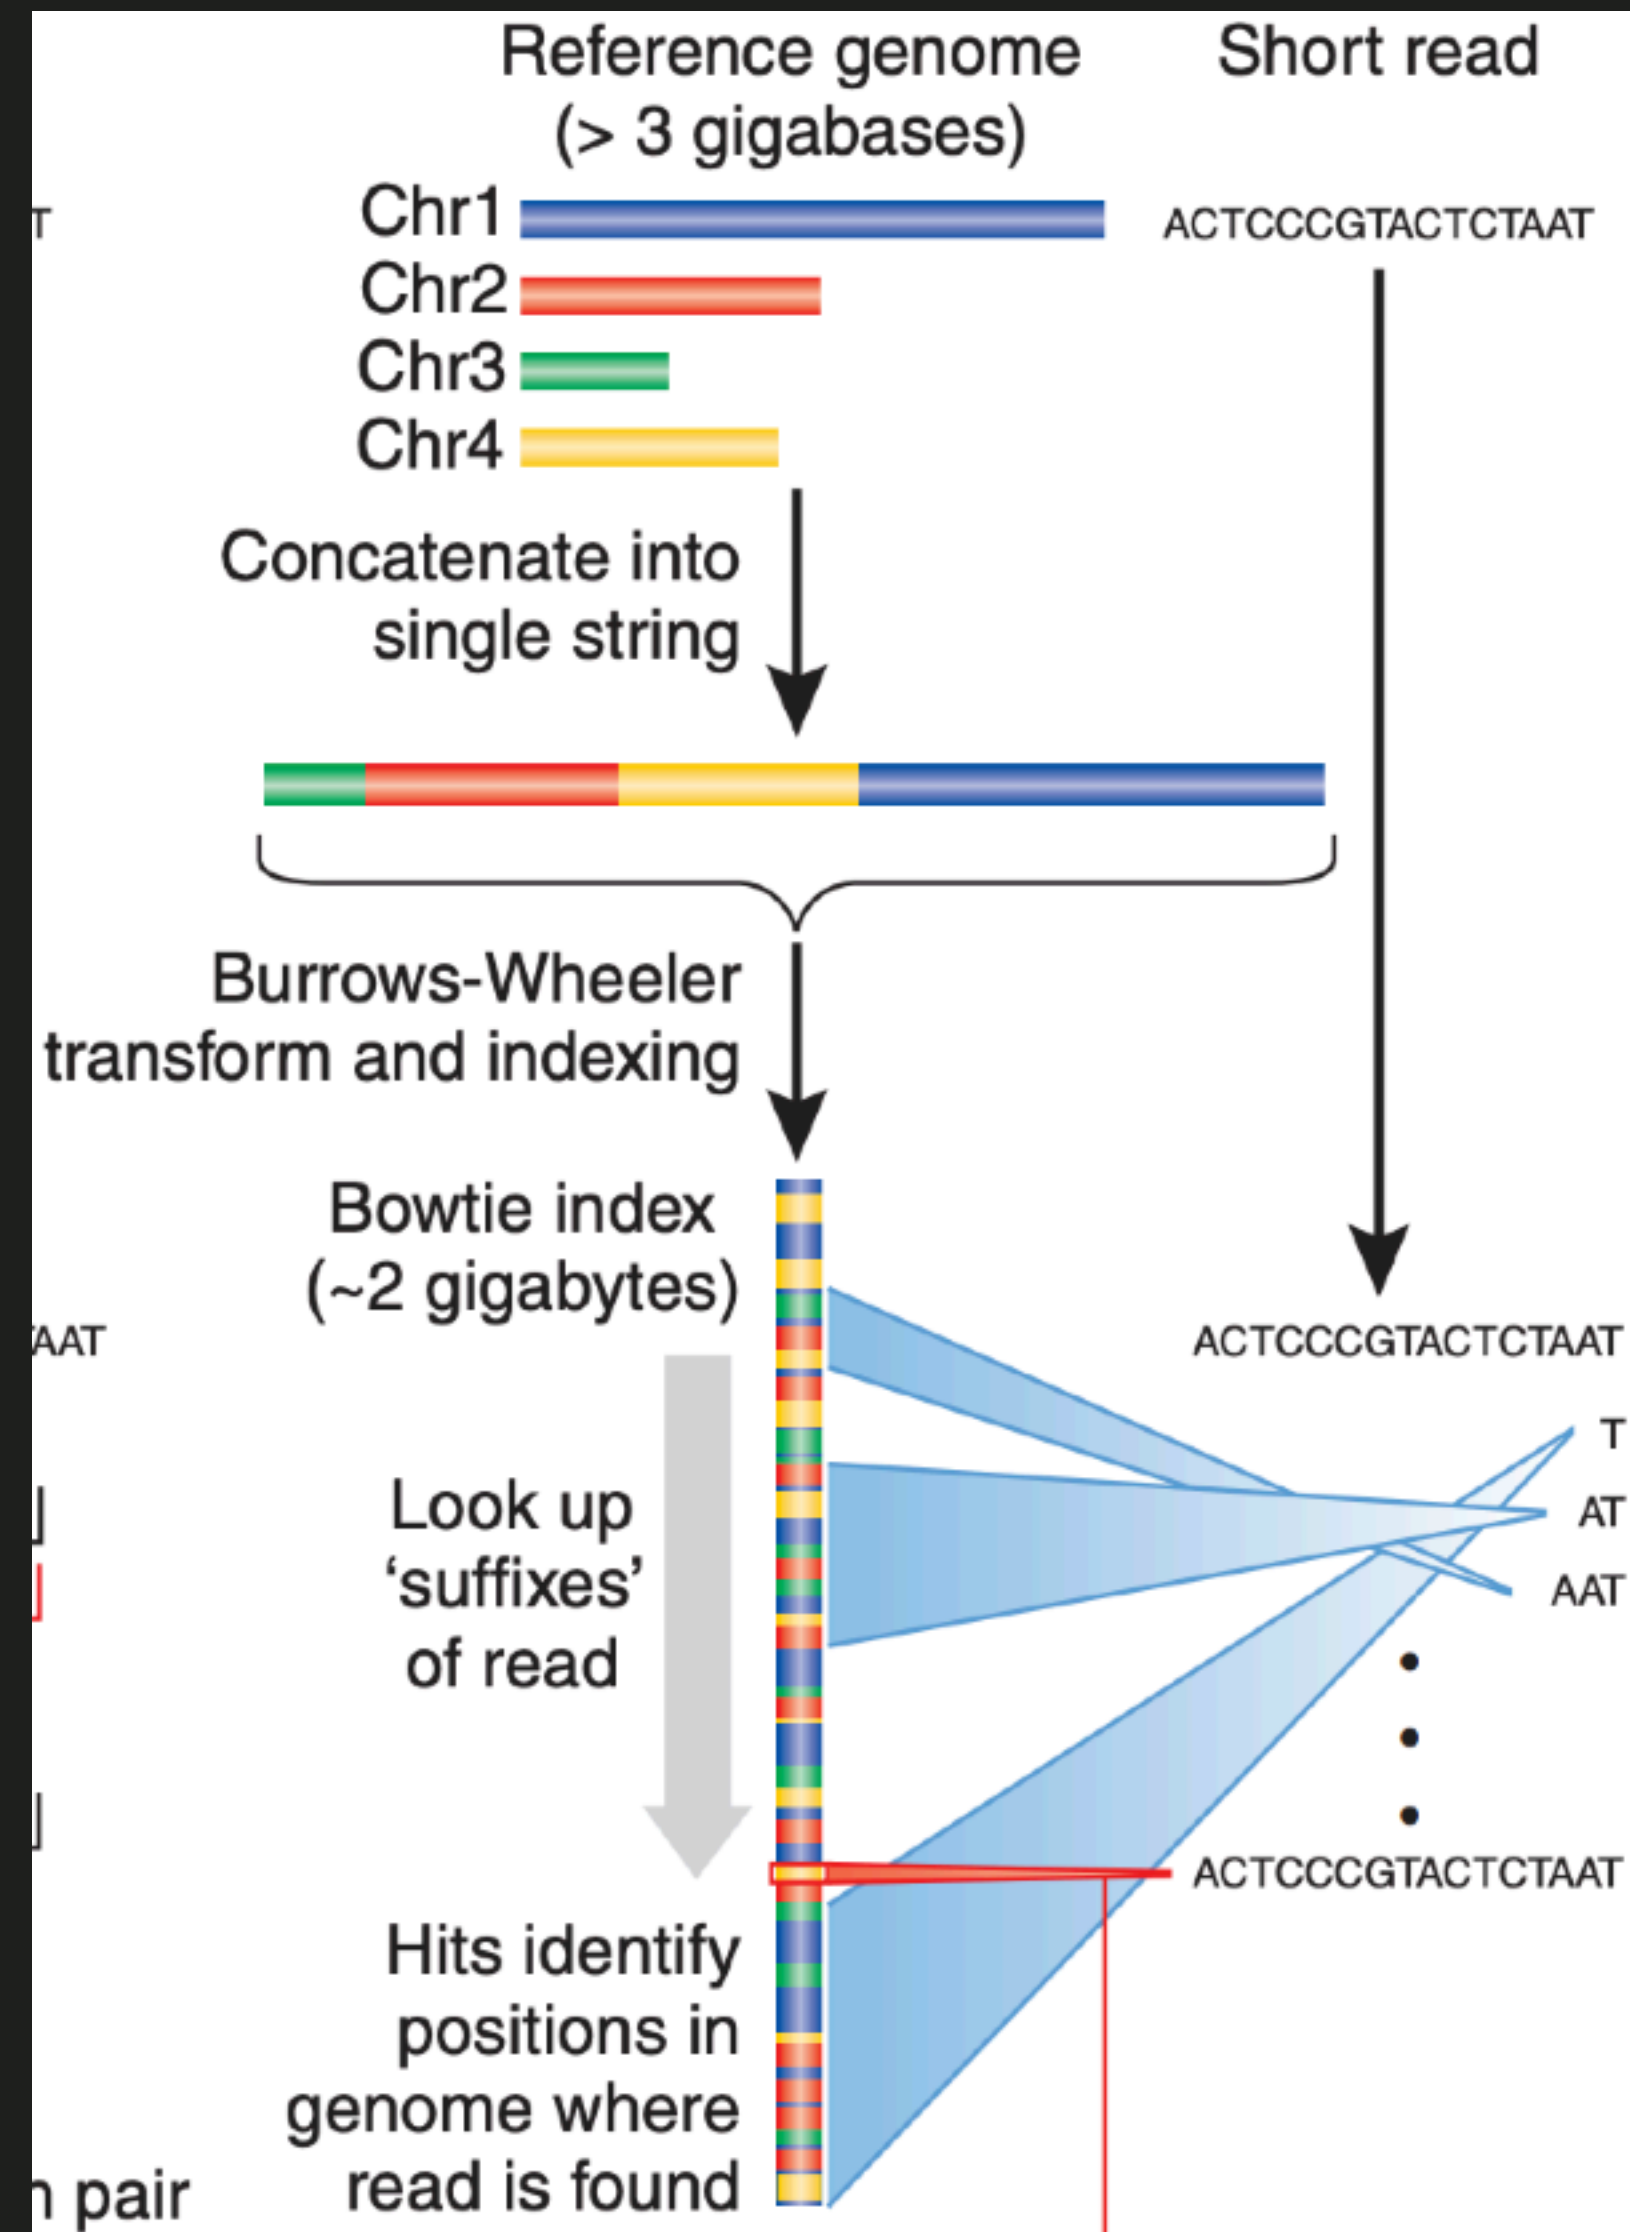 Reference genome
(> 3 gigabases)
Short read
Chr1
ACTCCCGTACTCTAAT
Chr2
Chr3
Chr4
T
Concatenate into
single string
Burrows-Wheeler
transform and indexing
Bowtie index
(~2 gigabytes)
AAT
ACTCCCGTACTCTAAT
T
AT
AAT
Look up
‘suffixes’
of read
ACTCCCGTACTCTAAT
Hits identify
positions in
genome where
read is found
pair